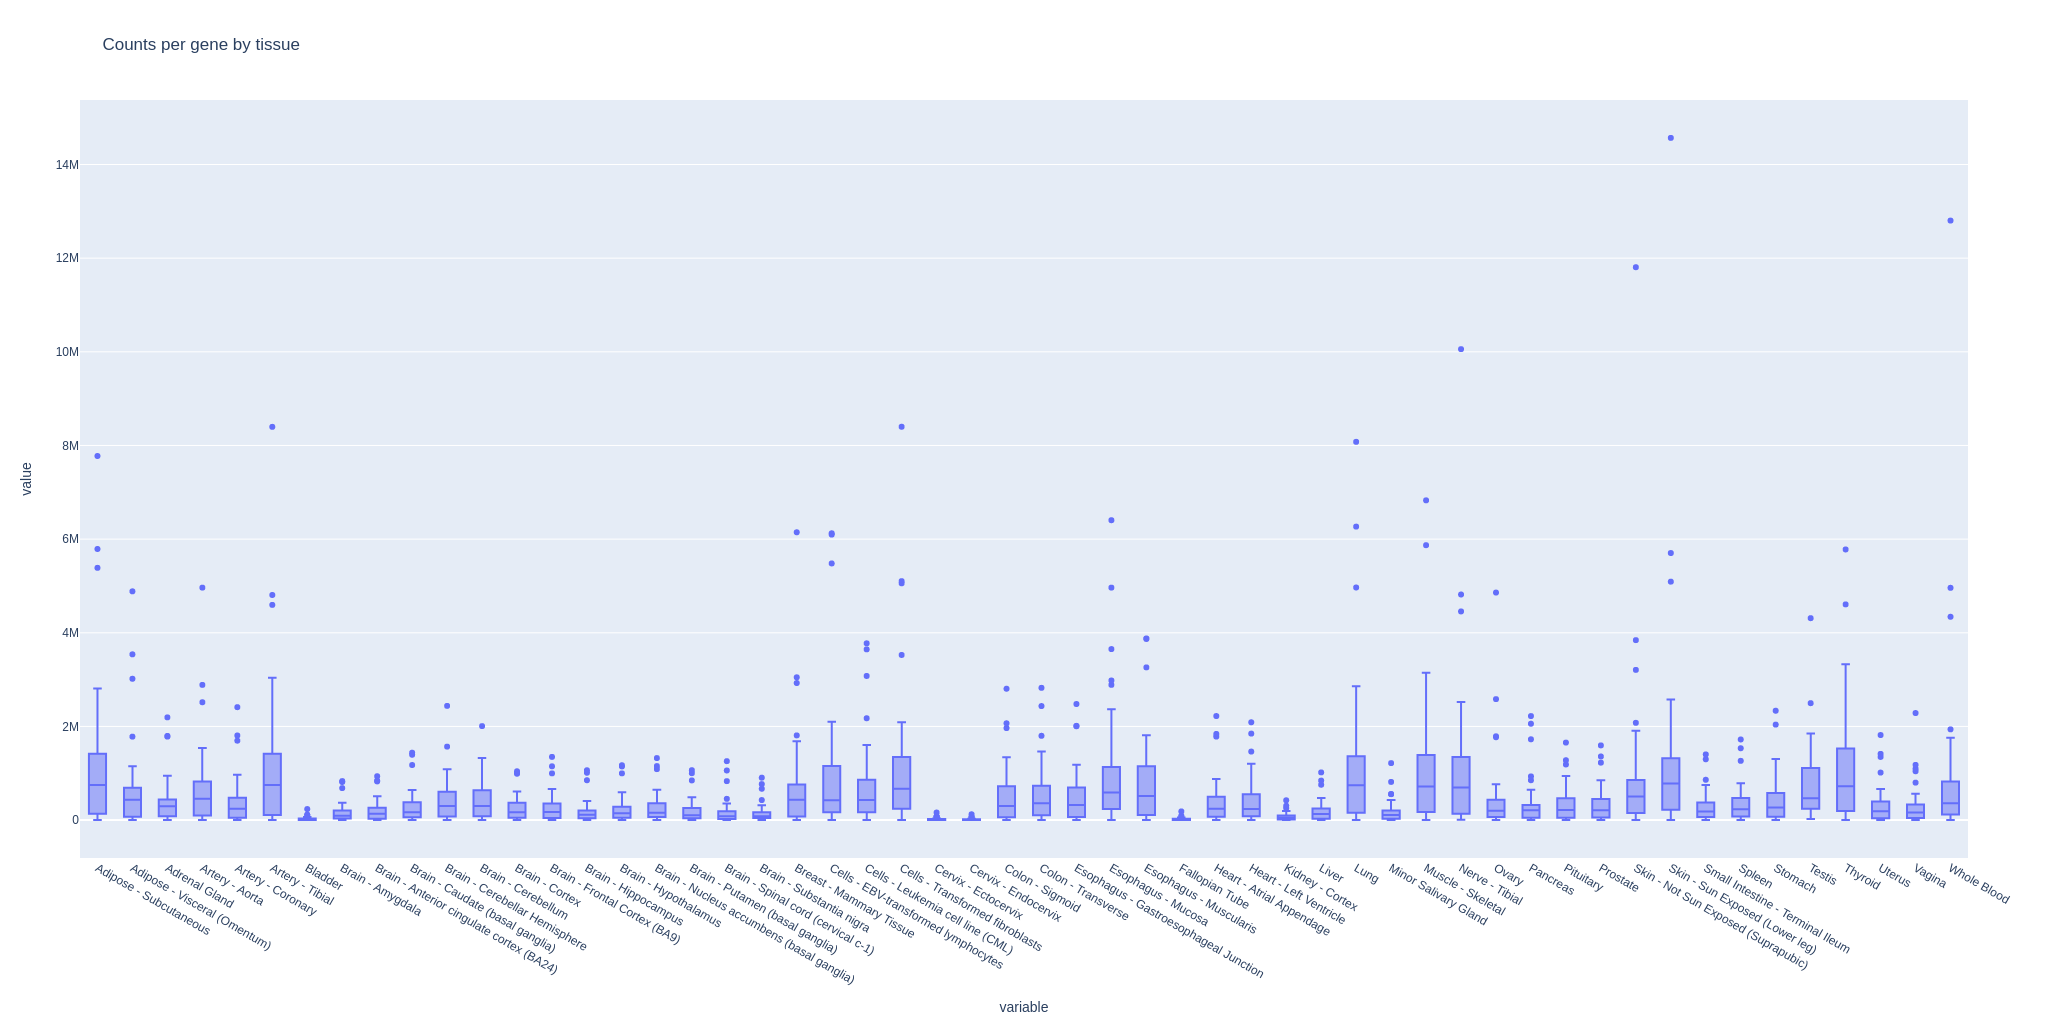 Counts per gene by tissue
14M
12M
10M
8M
6M
4M
2M
0
value
Adipose - Subcutaneous
Adipose - Visceral (Omentum)
Adrenal Gland
Artery - Aorta
Artery - Coronary
Artery - Tibial
Bladder
Brain - Amygdala
Brain - Anterior cingulate cortex (BA24)
Brain - Caudate (basal ganglia)
Brain - Cerebellar Hemisphere
Brain - Cerebellum
Brain - Cortex
Brain - Frontal Cortex (BA9)
Brain - Hippocampus
Brain - Hypothalamus
Brain - Nucleus accumbens (basal ganglia)
Brain - Putamen (basal ganglia)
Brain - Spinal cord (cervical c-1)
Brain - Substantia nigra
Breast - Mammary Tissue
Cells - EBV-transformed lymphocytes
Cells - Leukemia cell line (CML)
Cells - Transformed fibroblasts
Cervix - Ectocervix
Cervix - Endocervix
Colon - Sigmoid
Colon - Transverse
Esophagus - Gastroesophageal Junction
Esophagus - Mucosa
Esophagus - Muscularis
Fallopian Tube
Heart - Atrial Appendage
Heart - Left Ventricle
Kidney - Cortex
Liver
Lung
Minor Salivary Gland
Muscle - Skeletal
Nerve - Tibial
Ovary
Pancreas
Pituitary
Prostate
Skin - Not Sun Exposed (Suprapubic)
Skin - Sun Exposed (Lower leg)
Small Intestine - Terminal Ileum
Spleen
Stomach
Testis
Thyroid
Uterus
Vagina
Whole Blood
variable